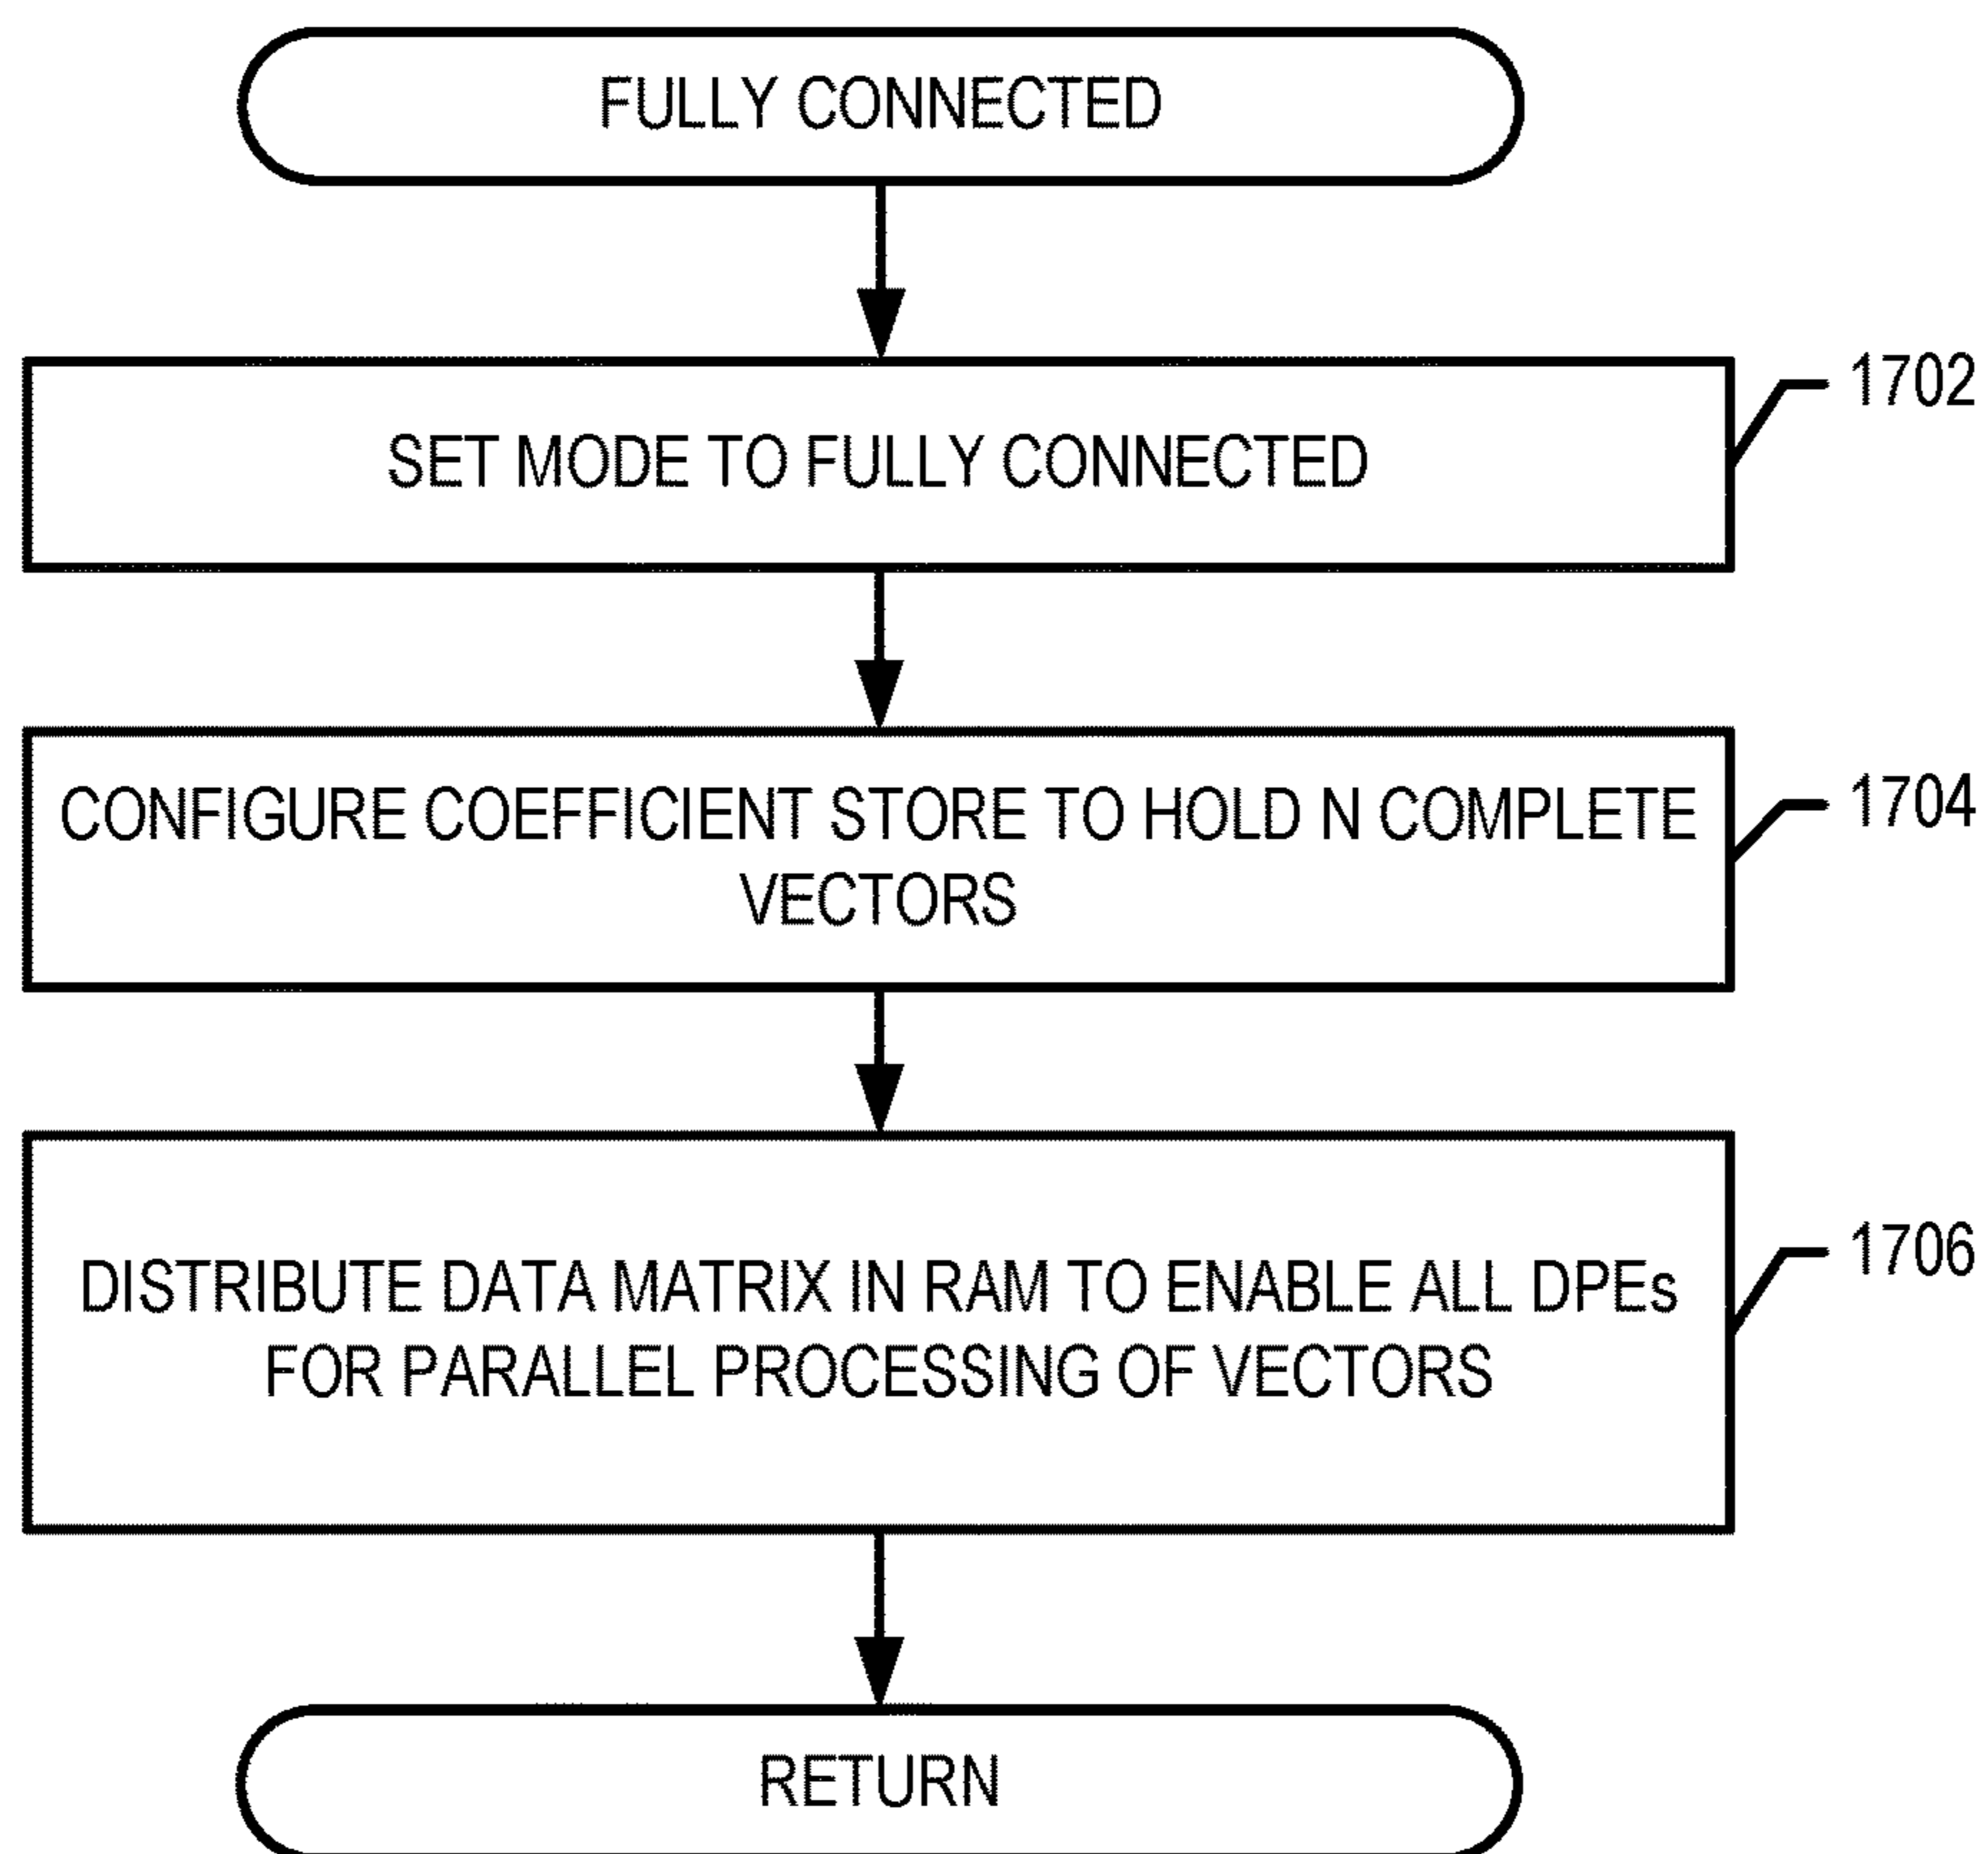 FULLY CONNECTED
SET MODE TO FULLY CONNECTED
1702
CONFIGURE COEFFICIENT STORE TO HOLD N COMPLETE
VECTORS
1704
DISTRIBUTE DATA MATRIX IN RAM TO ENABLE ALL DPEs
FOR PARALLEL PROCESSING OF VECTORS
1706
RETURN